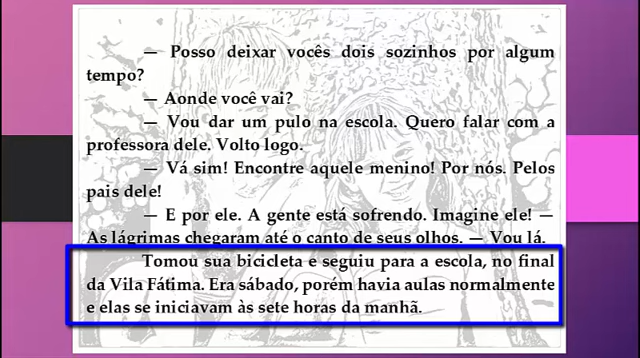 — Posso deixar vocês dois sozinhos por algum
tempo?
— Aonde você vai?
— Vou dar um pulo na escola. Quero falar com a
professora dele. Volto logo.
— Vá sim! Encontre aquele menino! Por nós. Pelos
pais dele!
— E por ele. A gente está sofrendo. Imagine ele! —
As lágrimas chegaram até o canto de seus olhos. — Vou lá.
Tomou sua bicicleta e seguiu para a escola, no final
da Vila Fátima. Era sábado, porém havia aulas normalmente
e elas se iniciavam às sete horas da manhã.